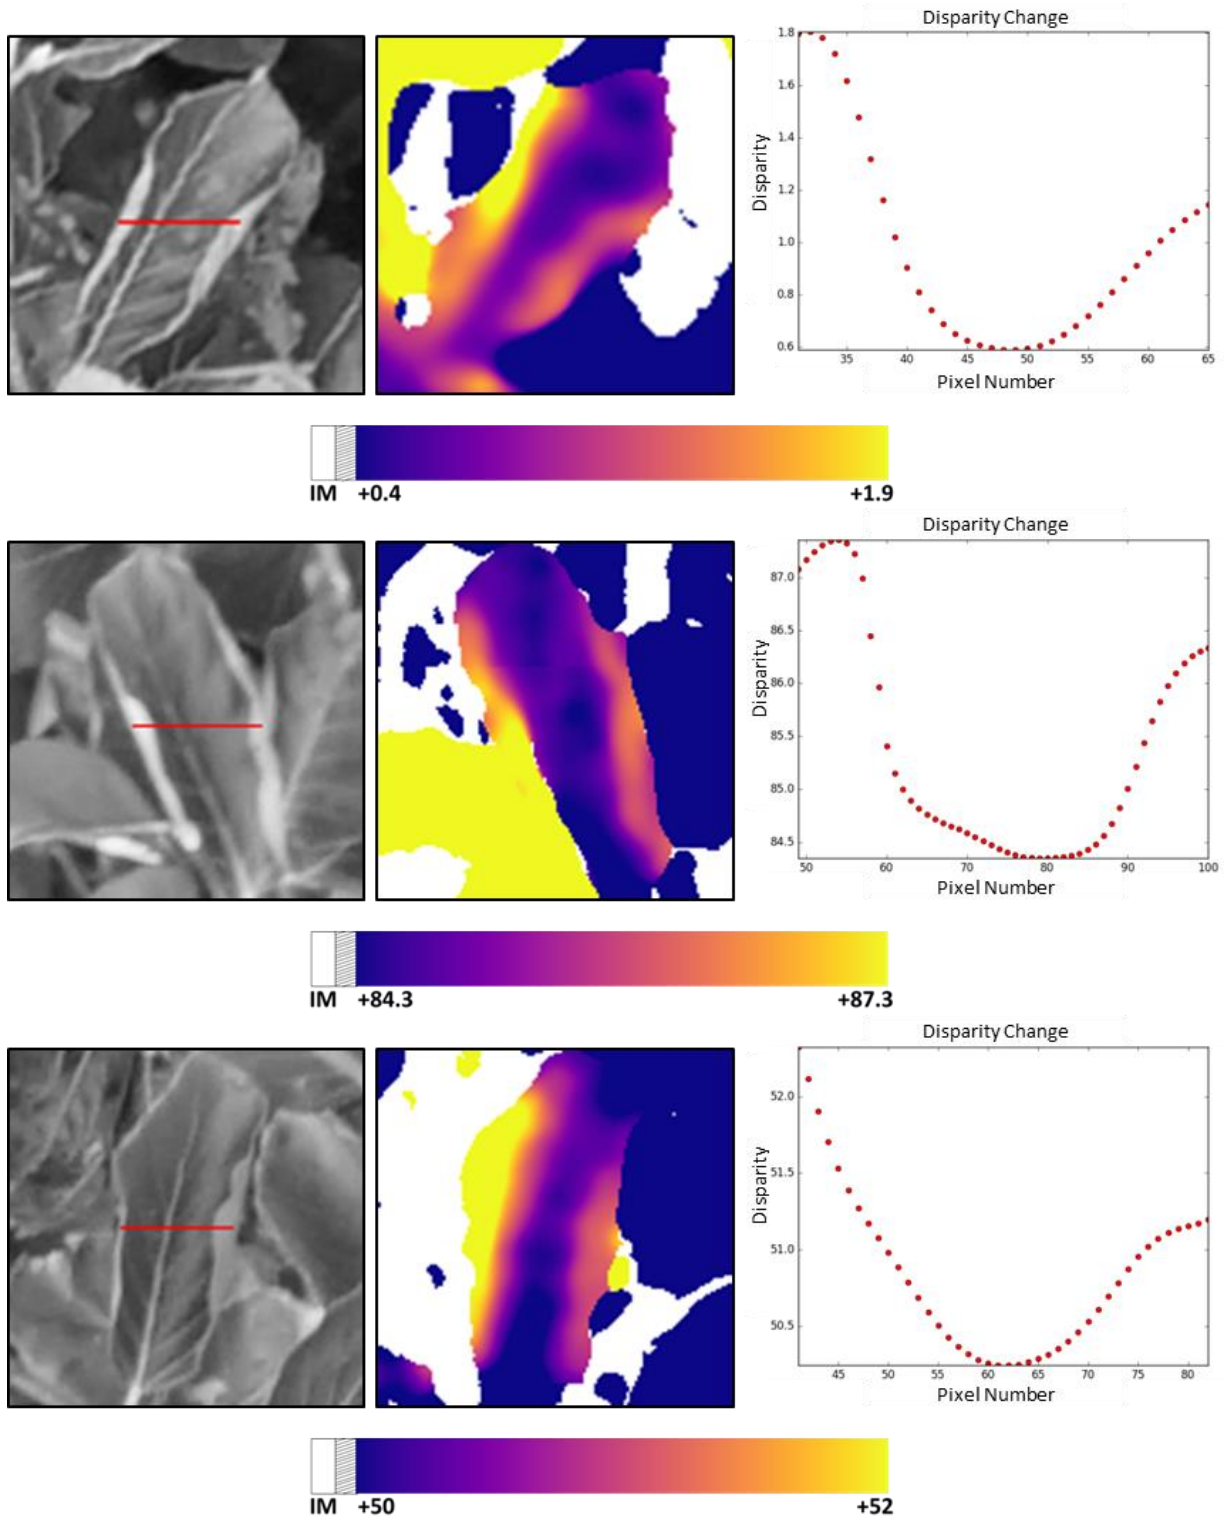 Disparity Change
1.8
1.6
1.4
1.2
1.0
0.8
0.6
Disparity
35 40 45 50 55 60 65
Pixel Number
IM +0.4 +1.9
Disparity Change
87.0
86.5
86.0
85.5
85.0
84.5
Disparity
50 60 70 80 90 100
Pixel Number
IM +84.3 +87.3
Disparity Change
52.0
51.5
51.0
50.5
Disparity
45 50 55 60 65 70 75 80
Pixel Number
IM +50 +52